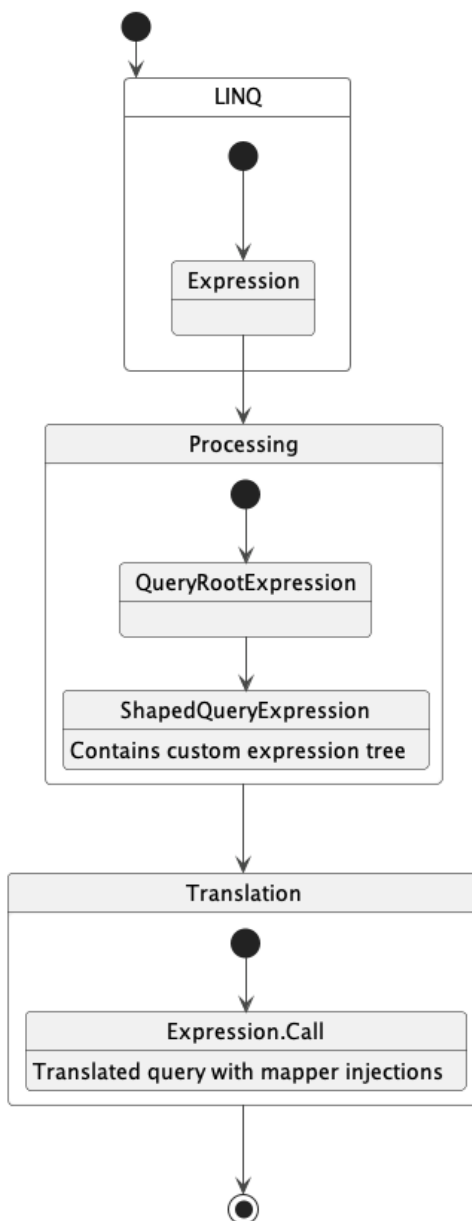 LINQ
Expression
Processing
QueryRootExpression
ShapedQueryExpression
Contains custom expression tree
Translation
Expression.Call
Translated query with mapper injections